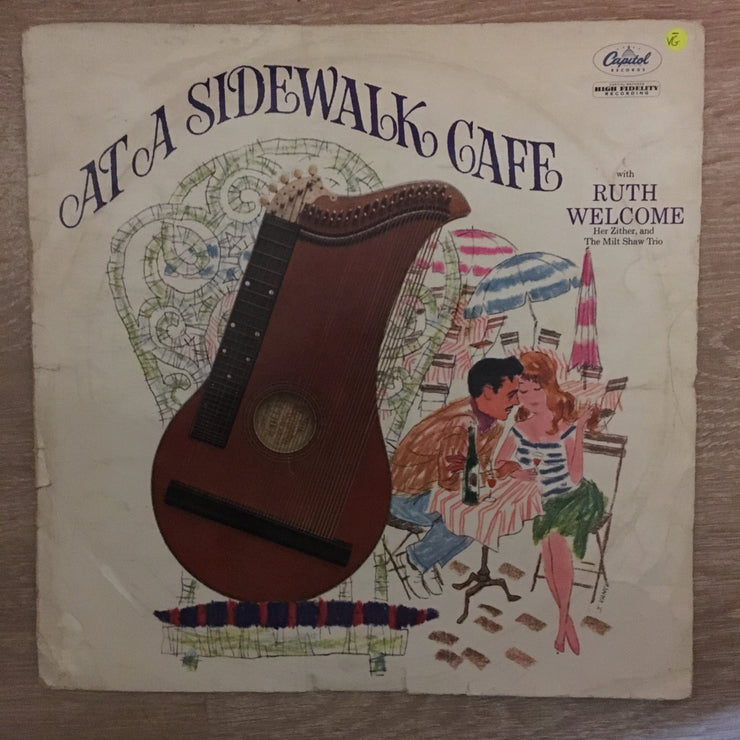 VG
Capitol
RECORDS
HIGH FIDELITY
RECORDING
AT A SIDEWALK CAFE
with
RUTH
WELCOME
Her Zither, and
The Milt Shaw Trio